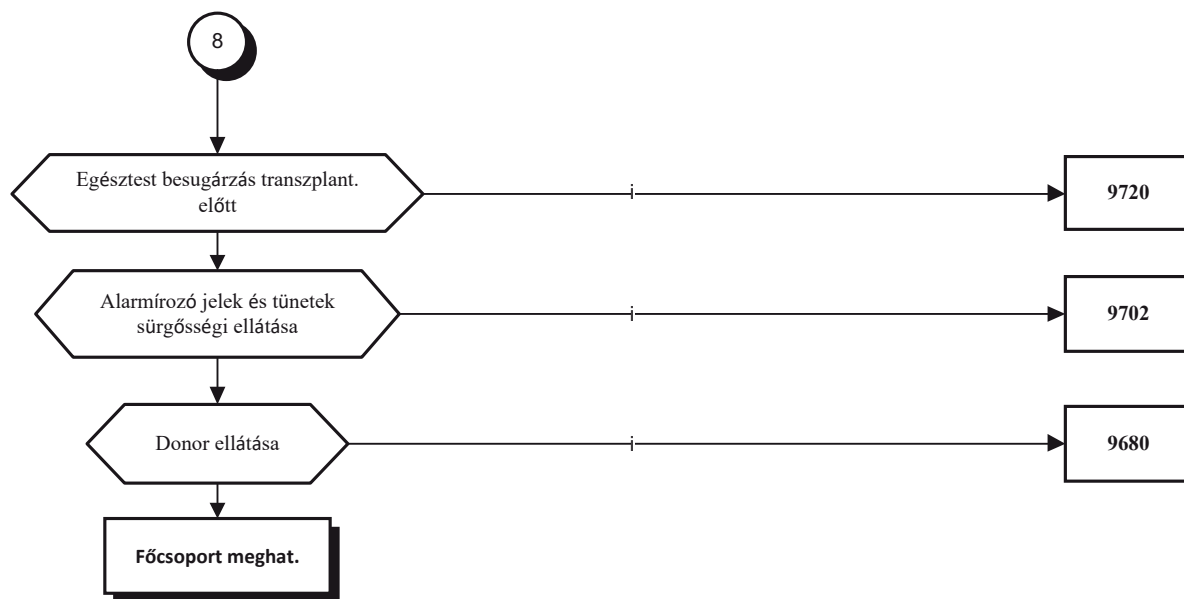 8
Egésztest besugárzás transzplant.
előtt
i
9720
Alarmírozó jelek és tünetek
sürgősségi ellátása
i
9702
Donor ellátása
i
9680
Főcsoport meghat.